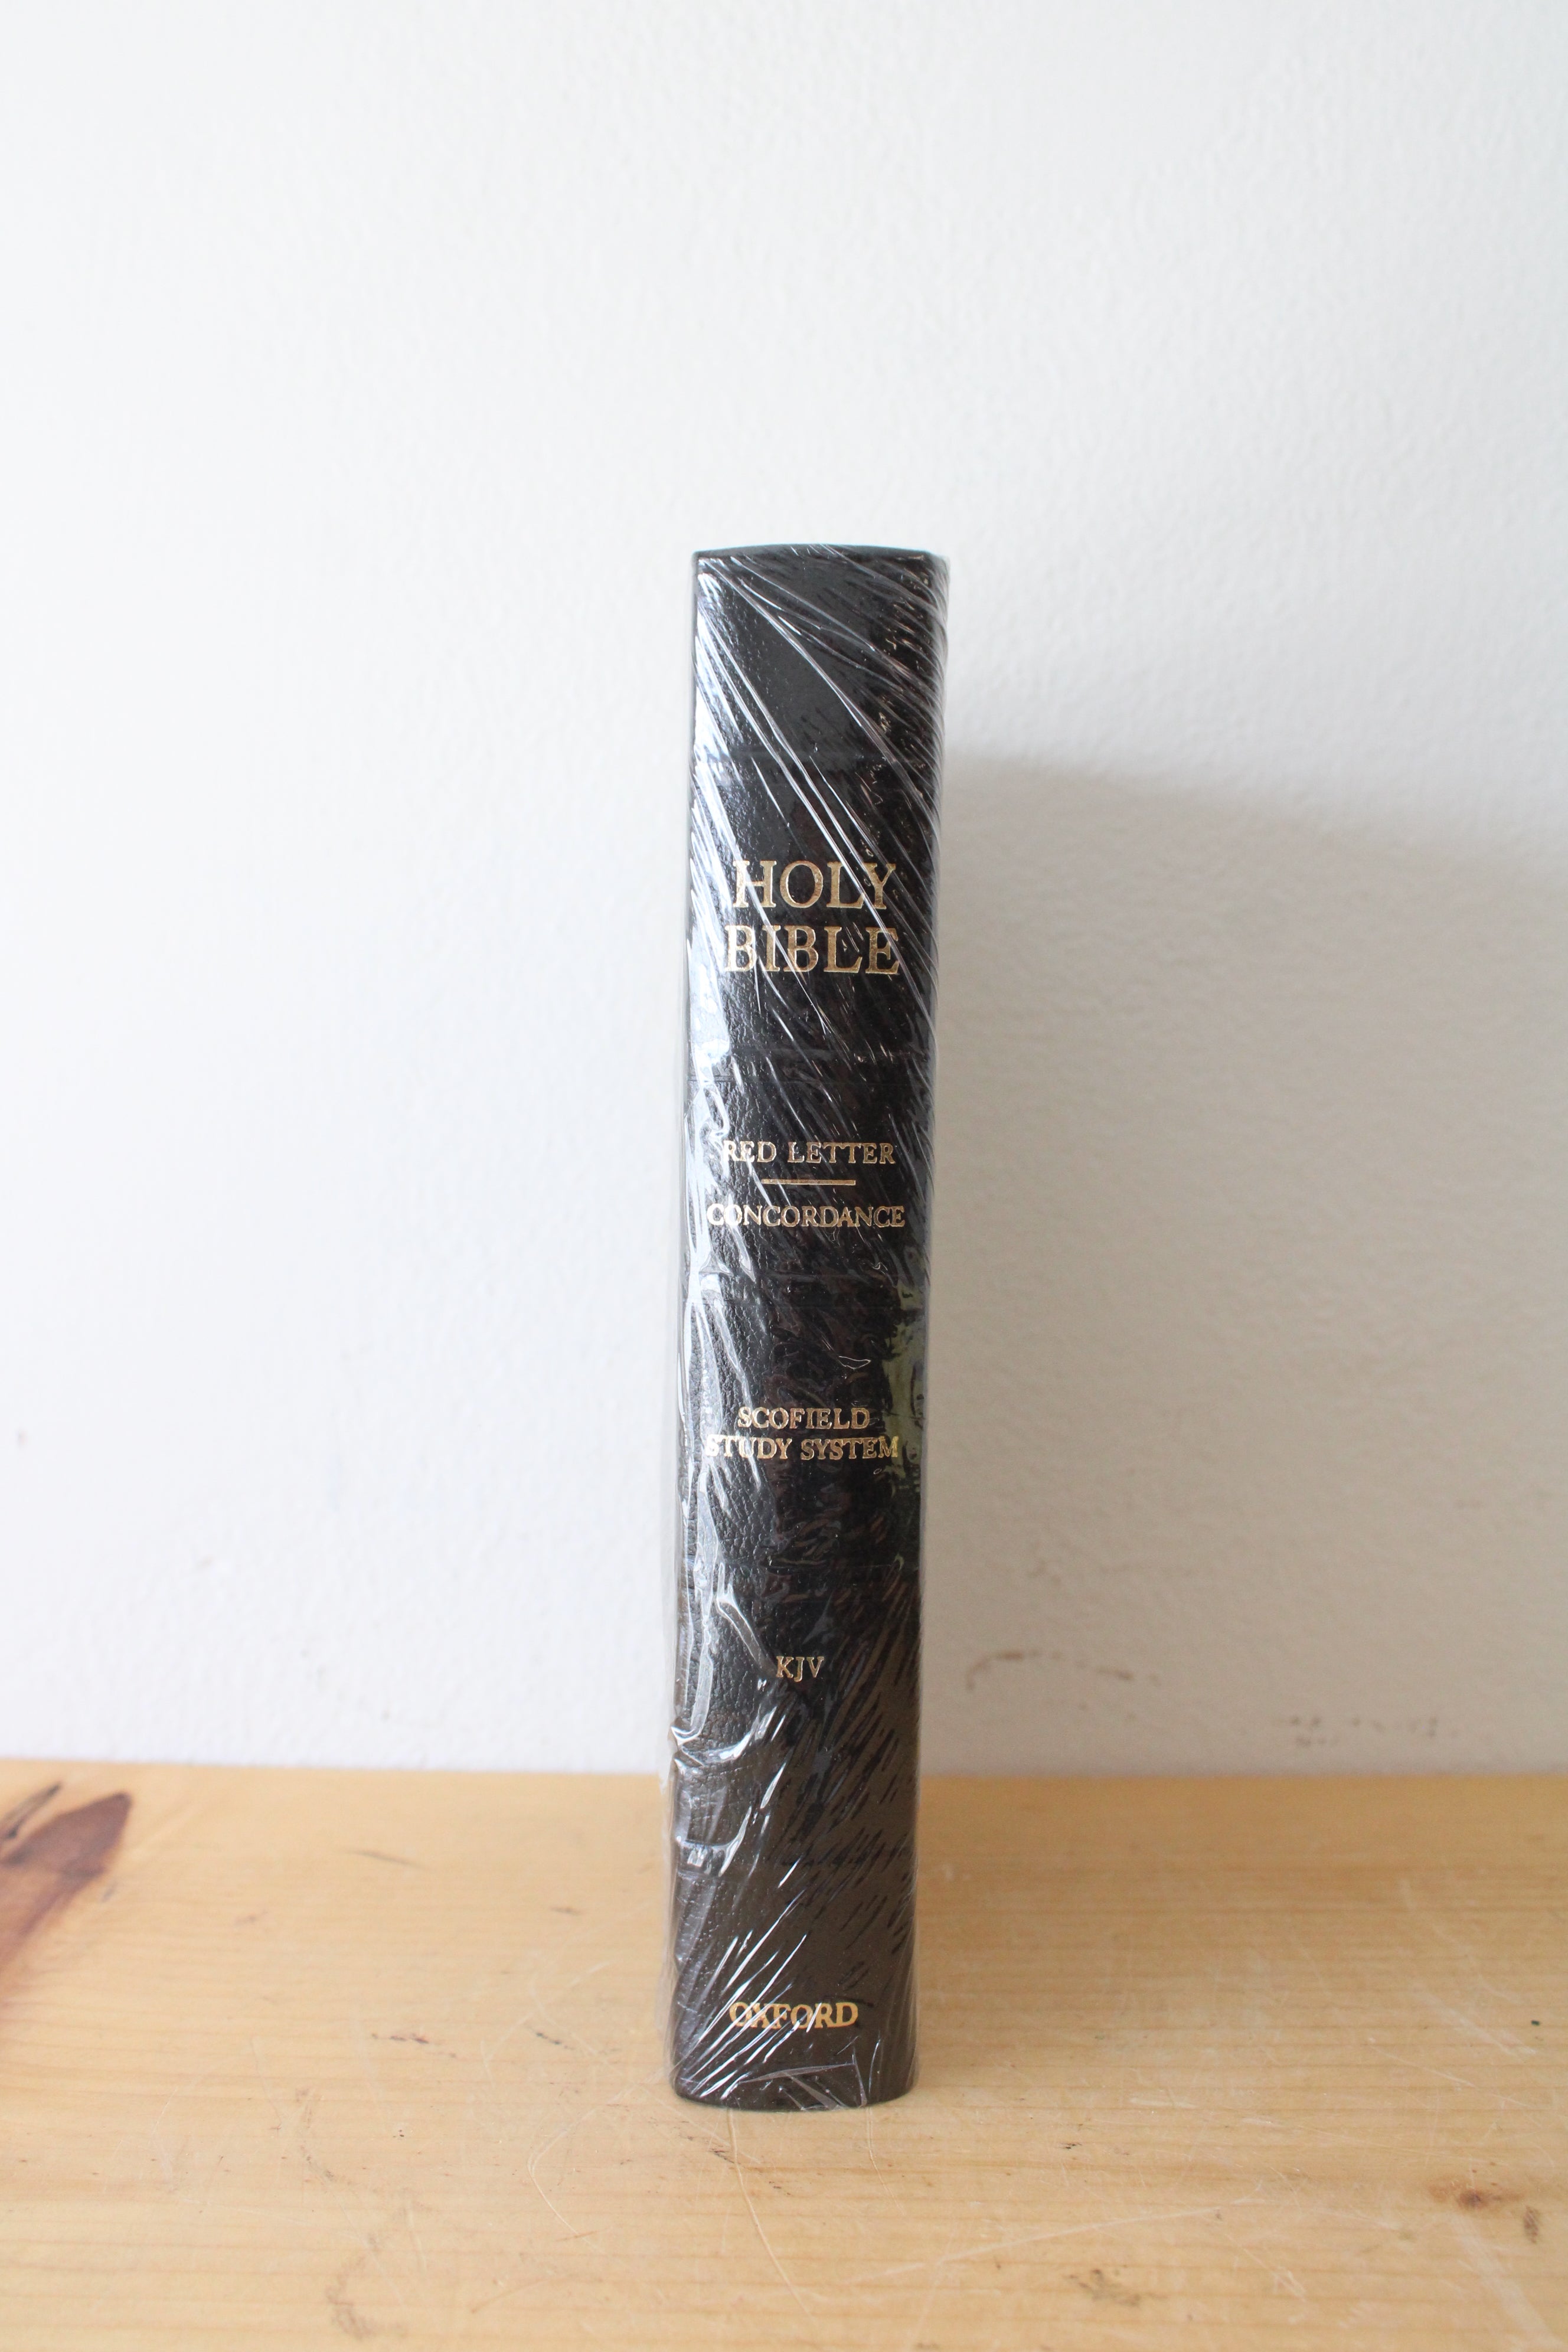 HOLY
BIBLE
RED LETTER
CONCORDANCE
SCOFIELD
STUDY SYSTEM
KJV
OXFORD